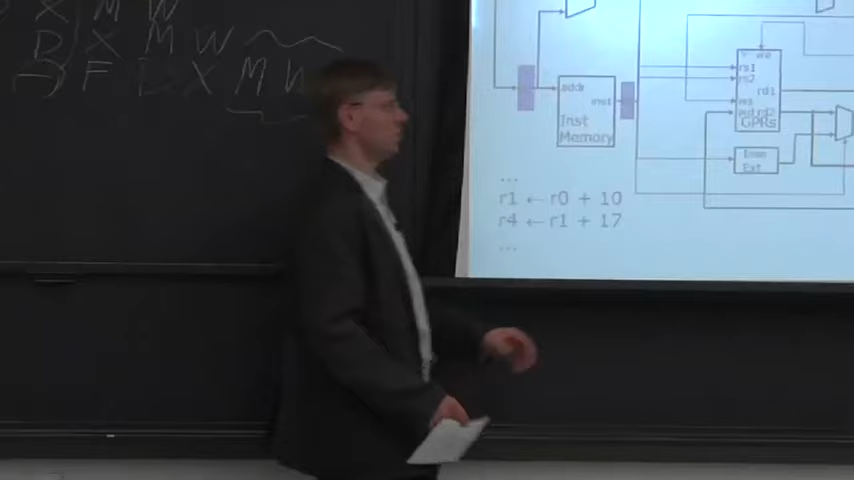 X M W
D X M W
F D X M W
we
rs1
rs2
addr
inst
rd1
ws
wd rd2
GPRs
Inst
Memory
Imm
Ext
...
r1 ← r0 + 10
r4 ← r1 + 17
...